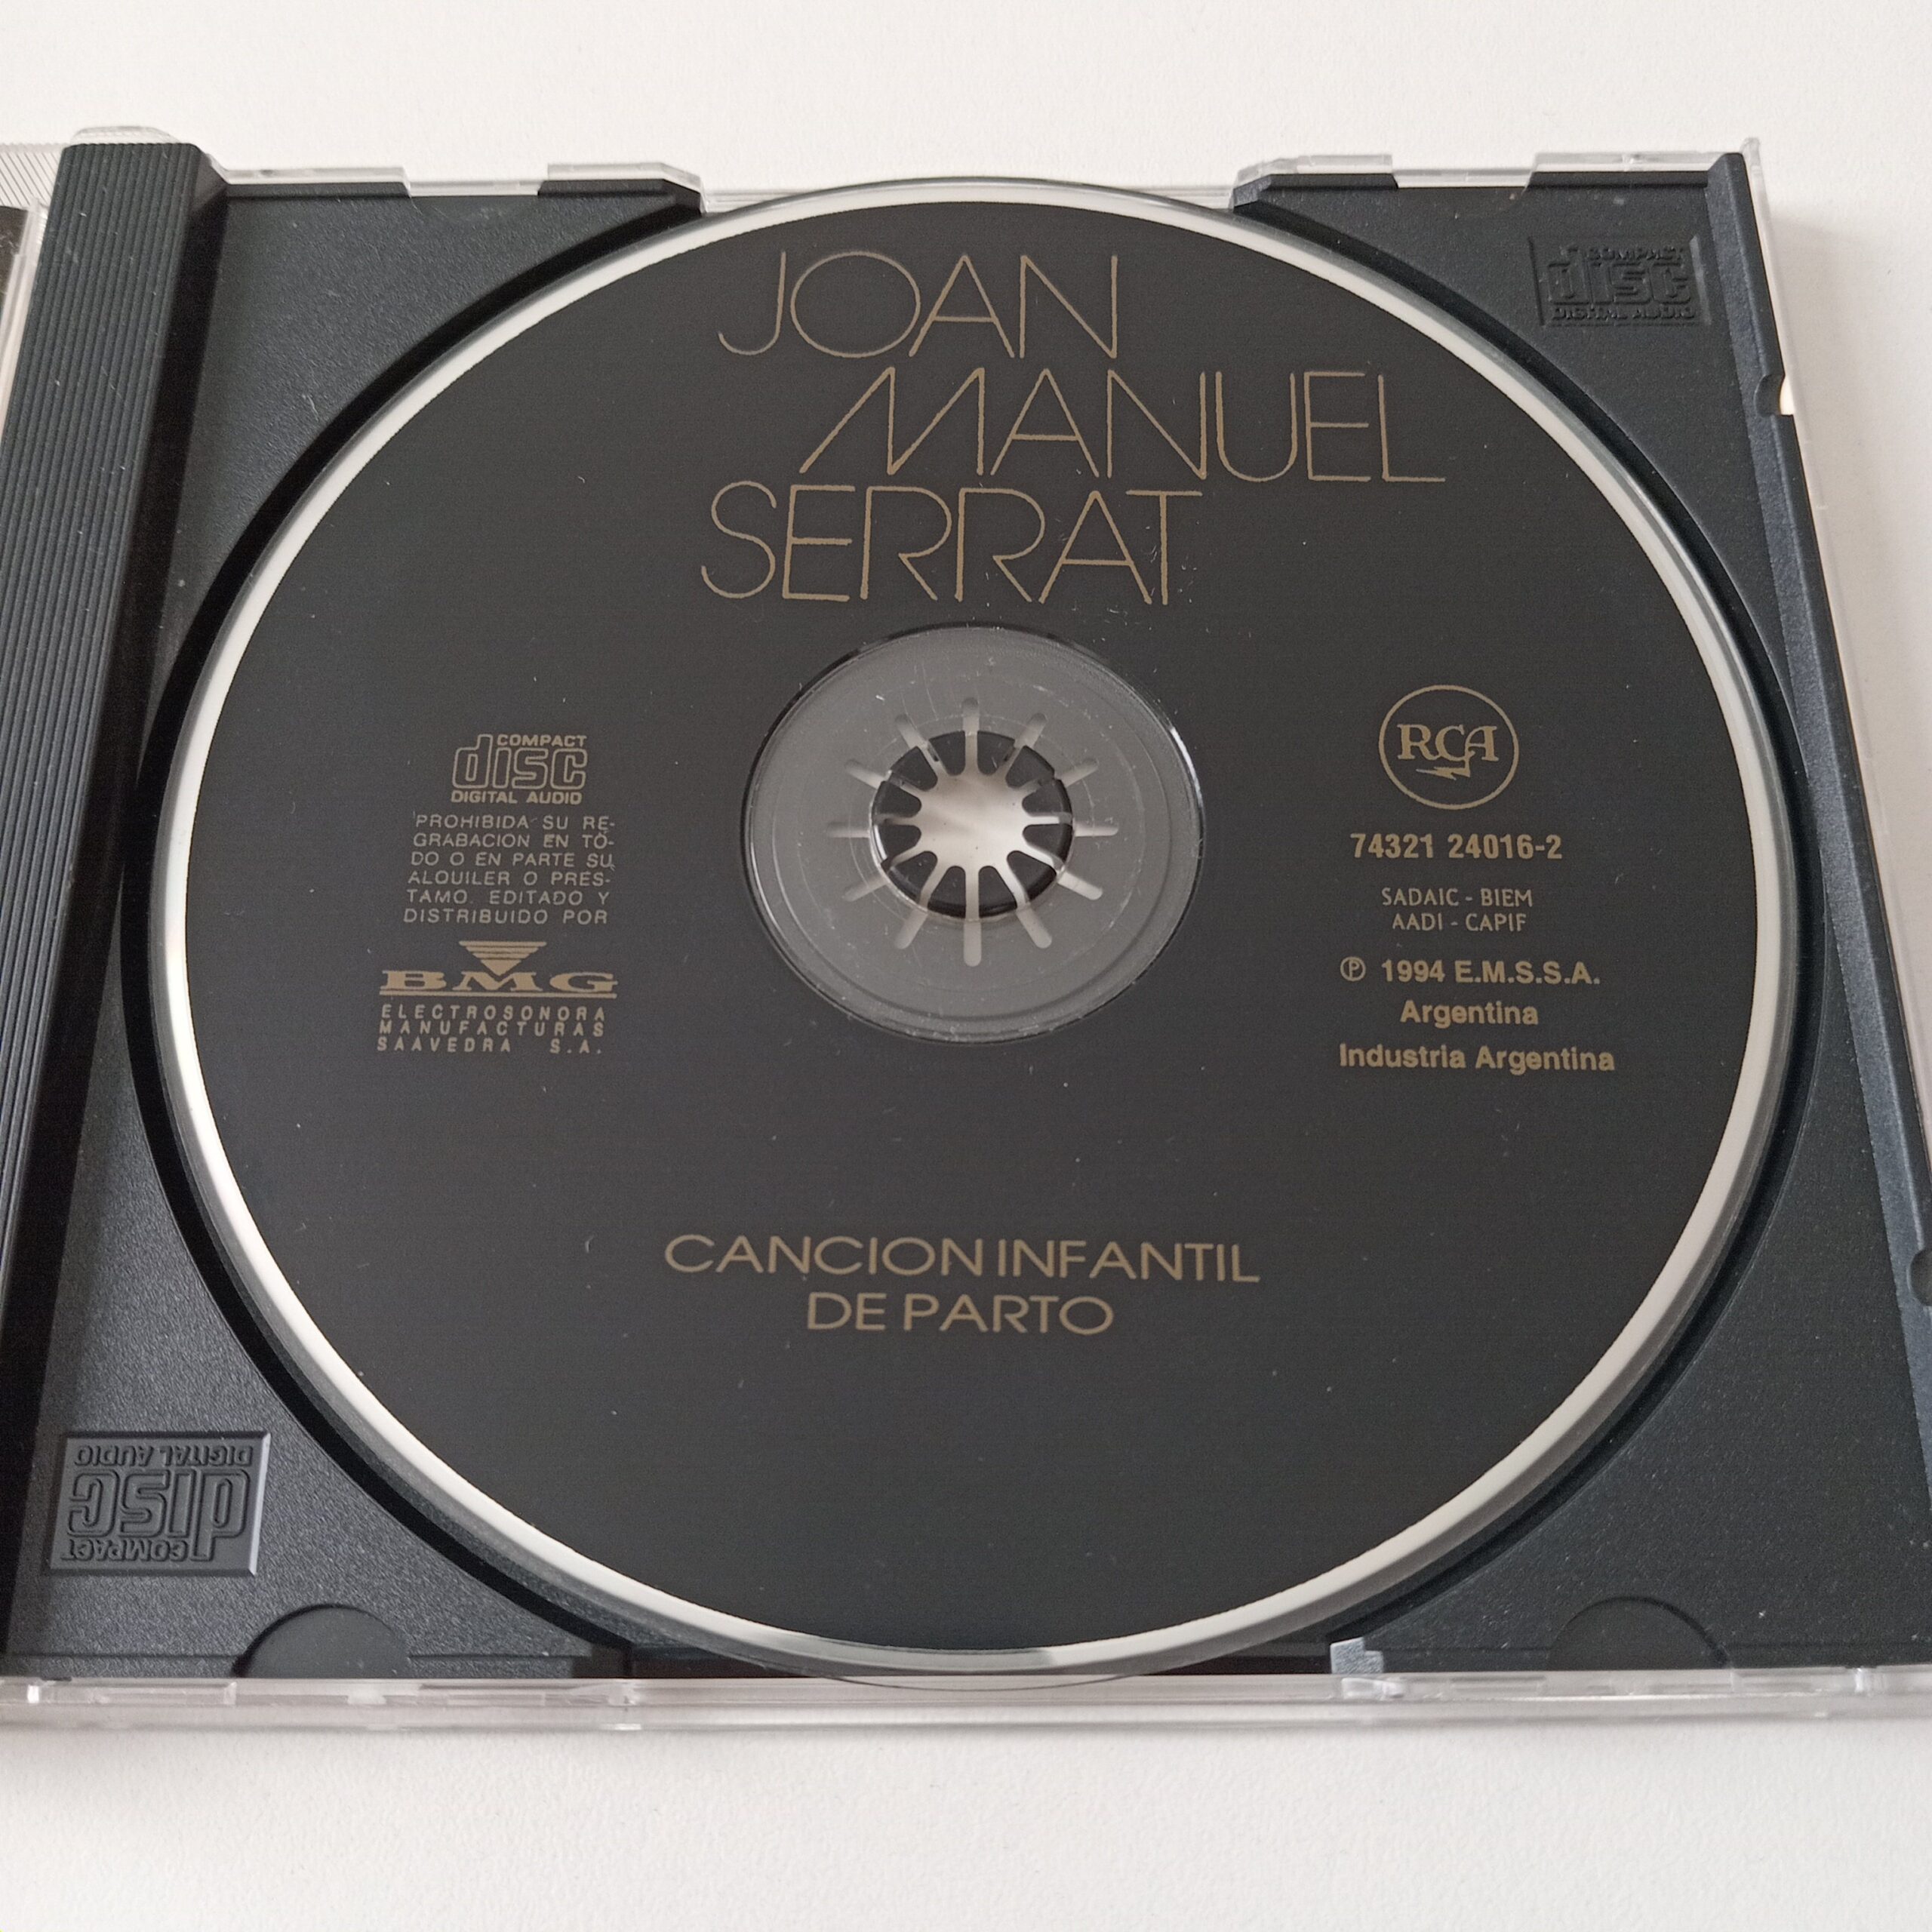 JOAN
MANUEL
SERRAT
COMPACT
disc
DIGITAL AUDIO
COMPACT
disc
DIGITAL AUDIO
PROHIBIDA SU RE-
GRABACION EN TO-
DO O EN PARTE SU
ALQUILER O PRES-
TAMO. EDITADO Y
DISTRIBUIDO POR
BMG
ELECTROSONORA
MANUFACTURAS
SAAVEDRA S.A.
RCA
74321 24016-2
SADAIC - BIEM
AADI - CAPIF
℗ 1994 E.M.S.S.A.
Argentina
Industria Argentina
CANCION INFANTIL
DE PARTO
COMPACT
disc
DIGITAL AUDIO